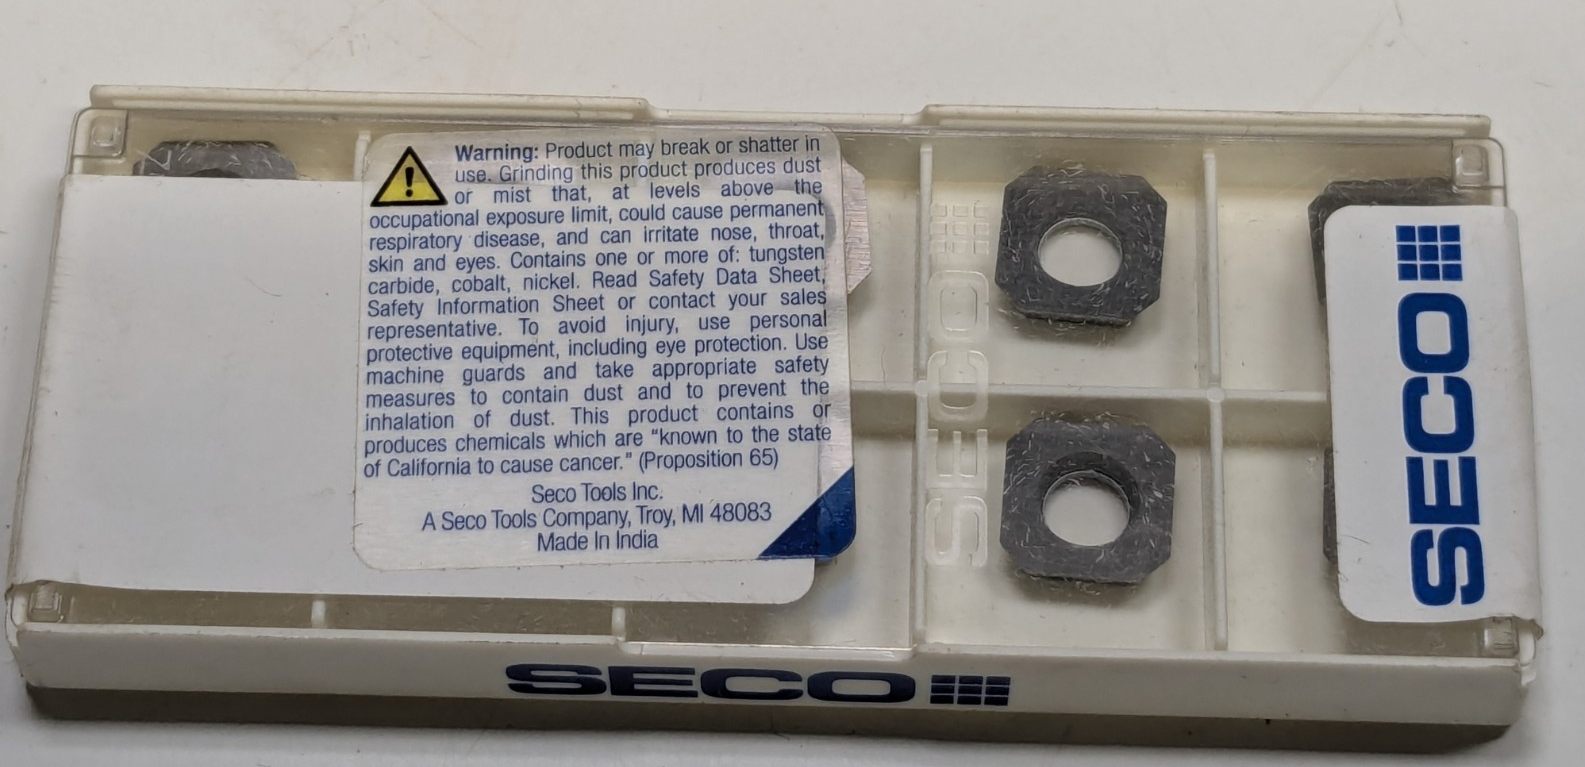 Warning: Product may break or shatter in
use. Grinding this product produces dust
or mist that, at levels above the
occupational exposure limit, could cause permanent
respiratory disease, and can irritate nose, throat,
skin and eyes. Contains one or more of: tungsten
carbide, cobalt, nickel. Read Safety Data Sheet,
Safety Information Sheet or contact your sales
representative. To avoid injury, use personal
protective equipment, including eye protection. Use
machine guards and take appropriate safety
measures to contain dust and to prevent the
inhalation of dust. This product contains or
produces chemicals which are “known to the state
of California to cause cancer.” (Proposition 65)
Seco Tools Inc.
A Seco Tools Company, Troy, MI 48083
Made In India
SECO
SECO
SECO